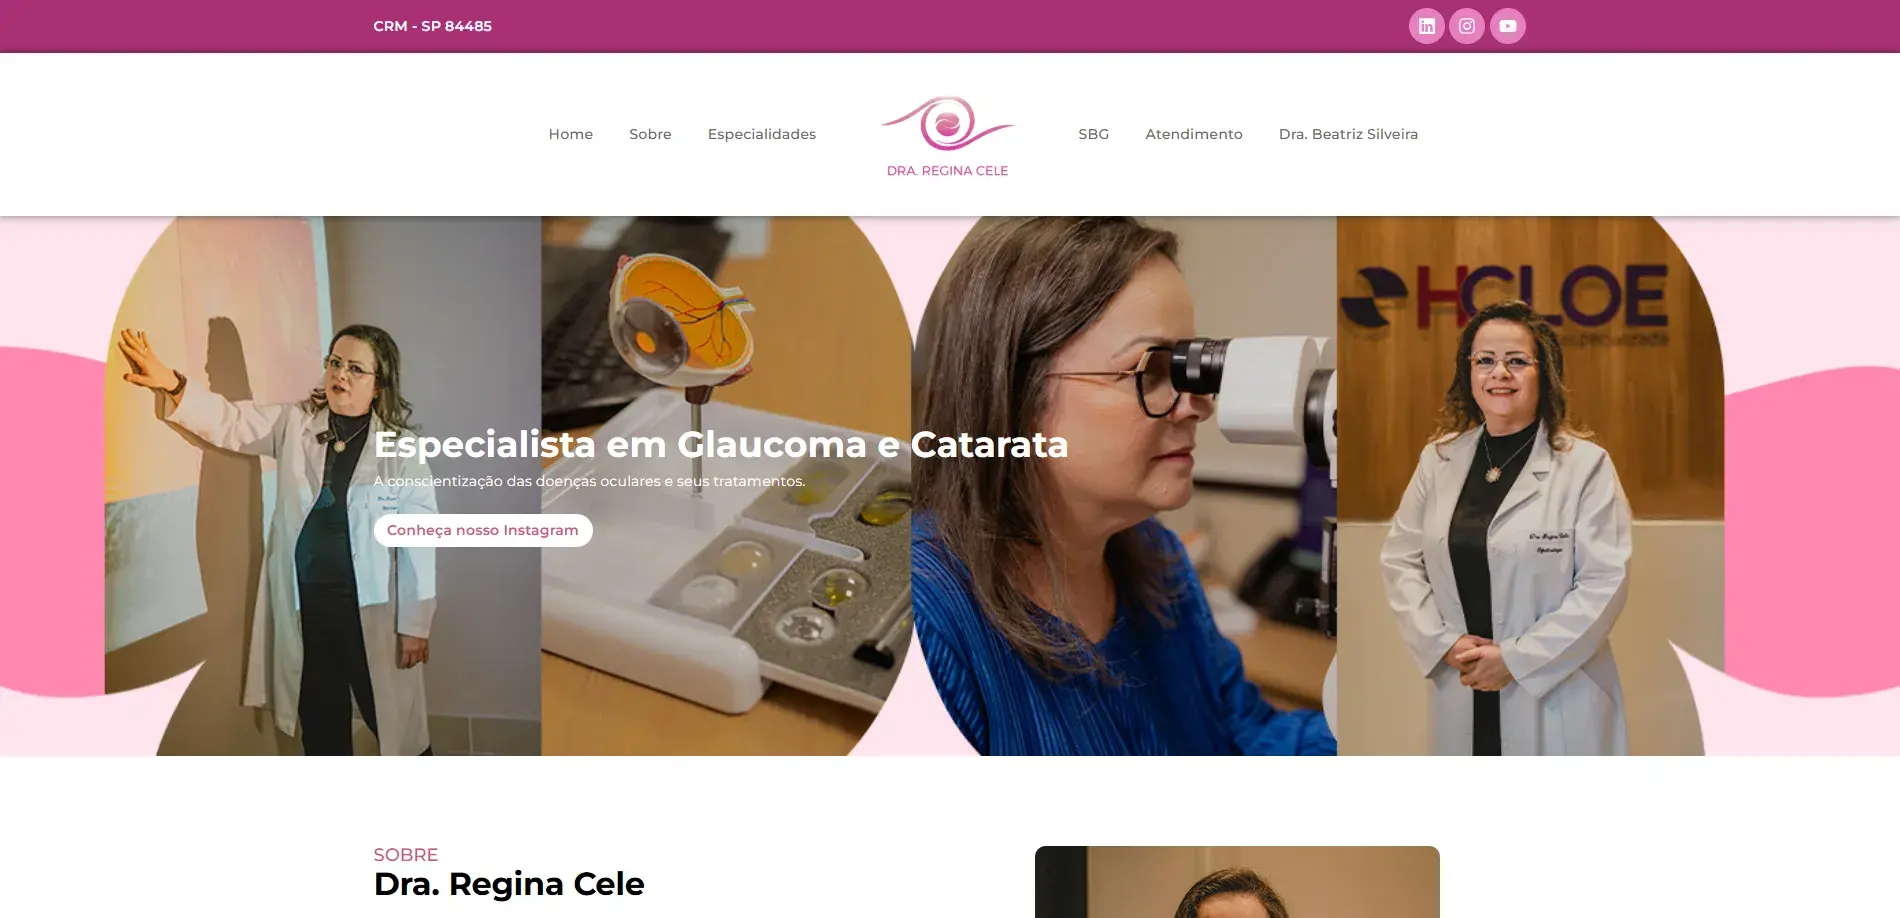 CRM - SP 84485
Home
Sobre
Especialidades
DRA. REGINA CELE
SBG
Atendimento
Dra. Beatriz Silveira
HCLOE
especializada
Especialista em Glaucoma e Catarata
A conscientização das doenças oculares e seus tratamentos.
Conheça nosso Instagram
SOBRE
Dra. Regina Cele